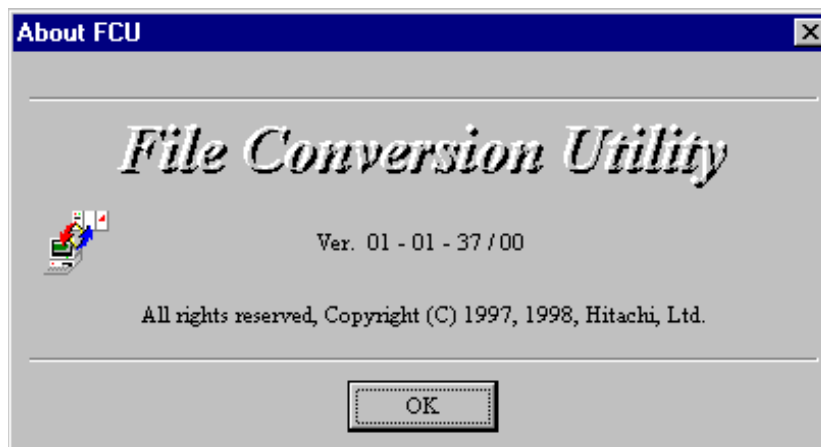 About FCU
File Conversion Utility
Ver. 01 - 01 - 37 / 00
All rights reserved, Copyright (C) 1997, 1998, Hitachi, Ltd.
OK